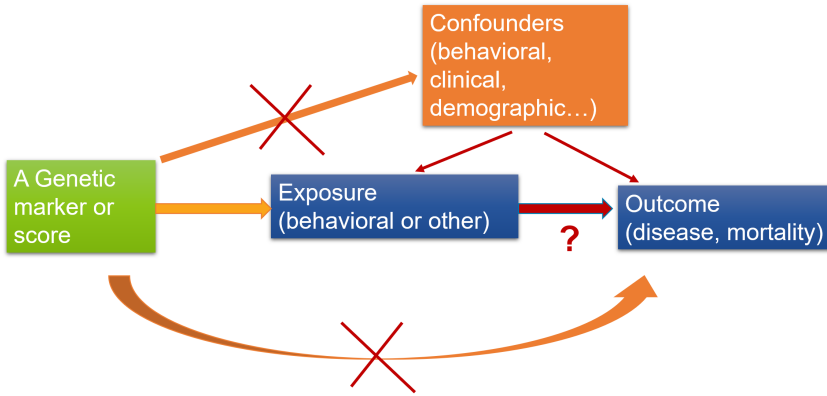 Confounders
(behavioral,
clinical,
demographic…)
A Genetic
marker or
score
Exposure
(behavioral or other)
?
Outcome
(disease, mortality)